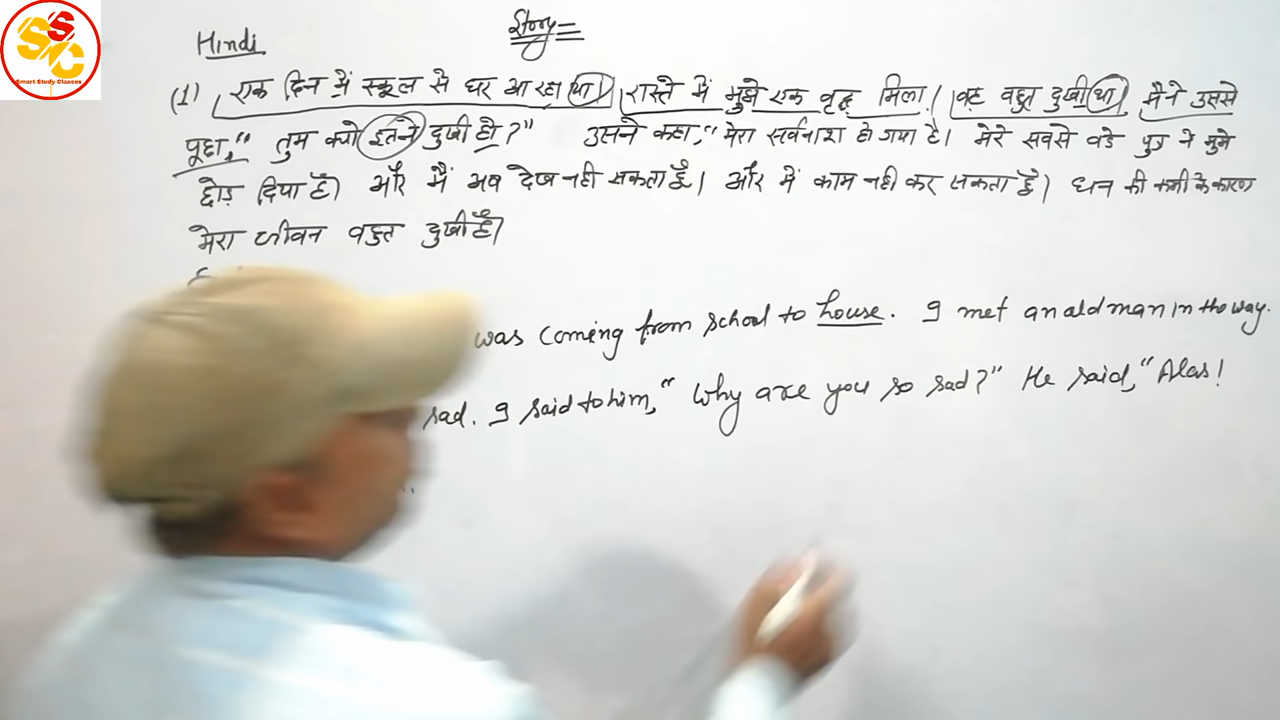 SSC
Smart Study Classes
Story
Hindi
(1) एक दिन में स्कूल से घर आ रहा था। रास्ते में मुझे एक वृद्ध मिला। वह बहुत दुखी था। मैंने उससे
पूछा," तुम क्यो इतने दुखी हो?" उसने कहा, "मेरा सर्वनाश हो गया है। मेरे सबसे बडे पुत्र ने मुझे
छोड़ दिया है। और मैं अब देख नही सकता हूँ। और में काम नही कर सकता हूँ। धन की कमी के कारण
मेरा जीवन बहुत दुखी है।
was coming from school to house. I met an old man in the way.
sad. I said to him, "Why are you so sad?" He said, "Alas!